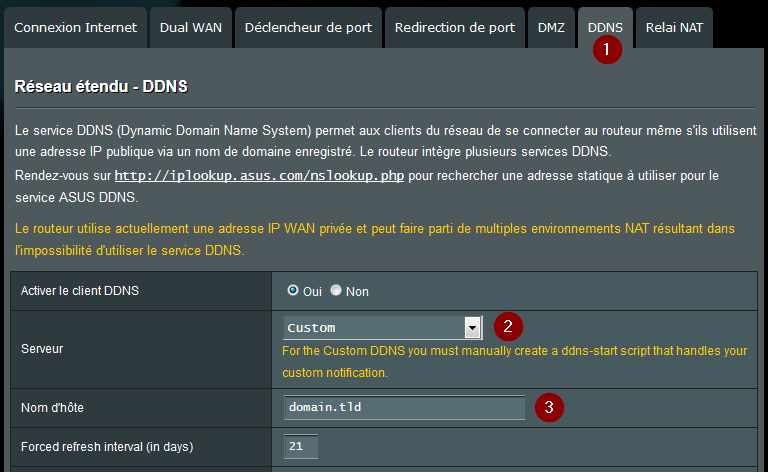 Connexion Internet Dual WAN Déclencheur de port Redirection de port DMZ DDNS Relai NAT
1
Réseau étendu - DDNS
Le service DDNS (Dynamic Domain Name System) permet aux clients du réseau de se connecter au routeur même s'ils utilisent
une adresse IP publique via un nom de domaine enregistré. Le routeur intègre plusieurs services DDNS.
Rendez-vous sur http://iplookup.asus.com/nslookup.php pour rechercher une adresse statique à utiliser pour le
service ASUS DDNS.
Le routeur utilise actuellement une adresse IP WAN privée et peut faire parti de multiples environnements NAT résultant dans
l'impossibilité d'utiliser le service DDNS.
Activer le client DDNS Oui Non
Serveur Custom 2
For the Custom DDNS you must manually create a ddns-start script that handles your
custom notification.
Nom d'hôte domain.tld 3
Forced refresh interval (in days) 21